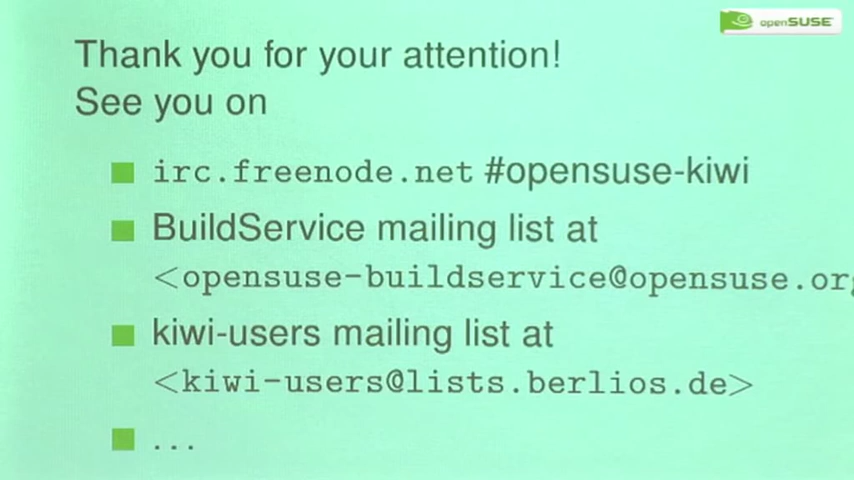 openSUSE
Thank you for your attention!
See you on
irc.freenode.net #opensuse-kiwi
BuildService mailing list at
<opensuse-buildservice@opensuse.org
kiwi-users mailing list at
<kiwi-users@lists.berlios.de>
...